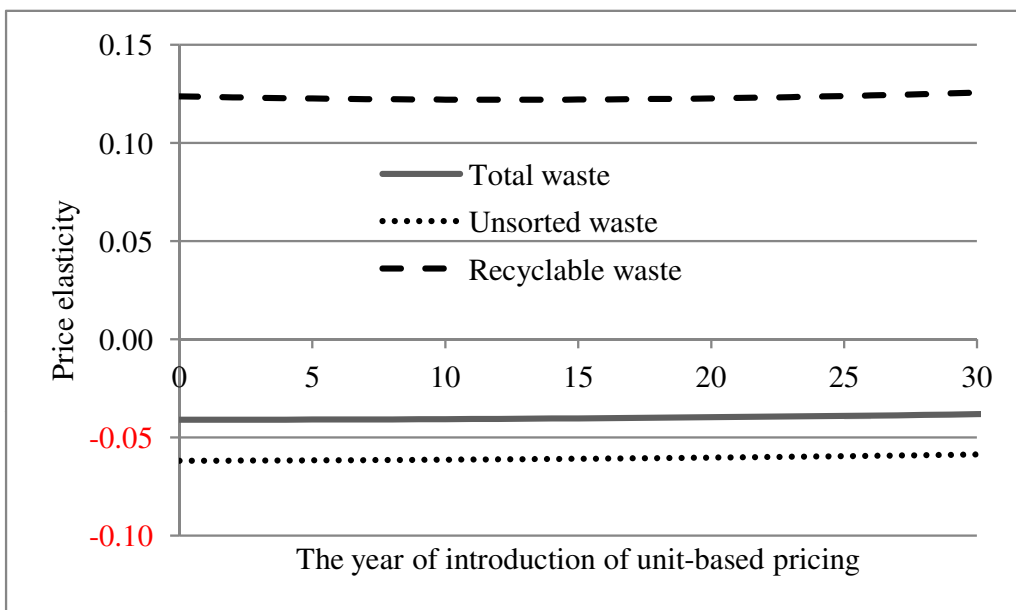 0.15
0.10
0.05
0.00
-0.05
-0.10
Price elasticity
Total waste
Unsorted waste
Recyclable waste
0 5 10 15 20 25 30
The year of introduction of unit-based pricing